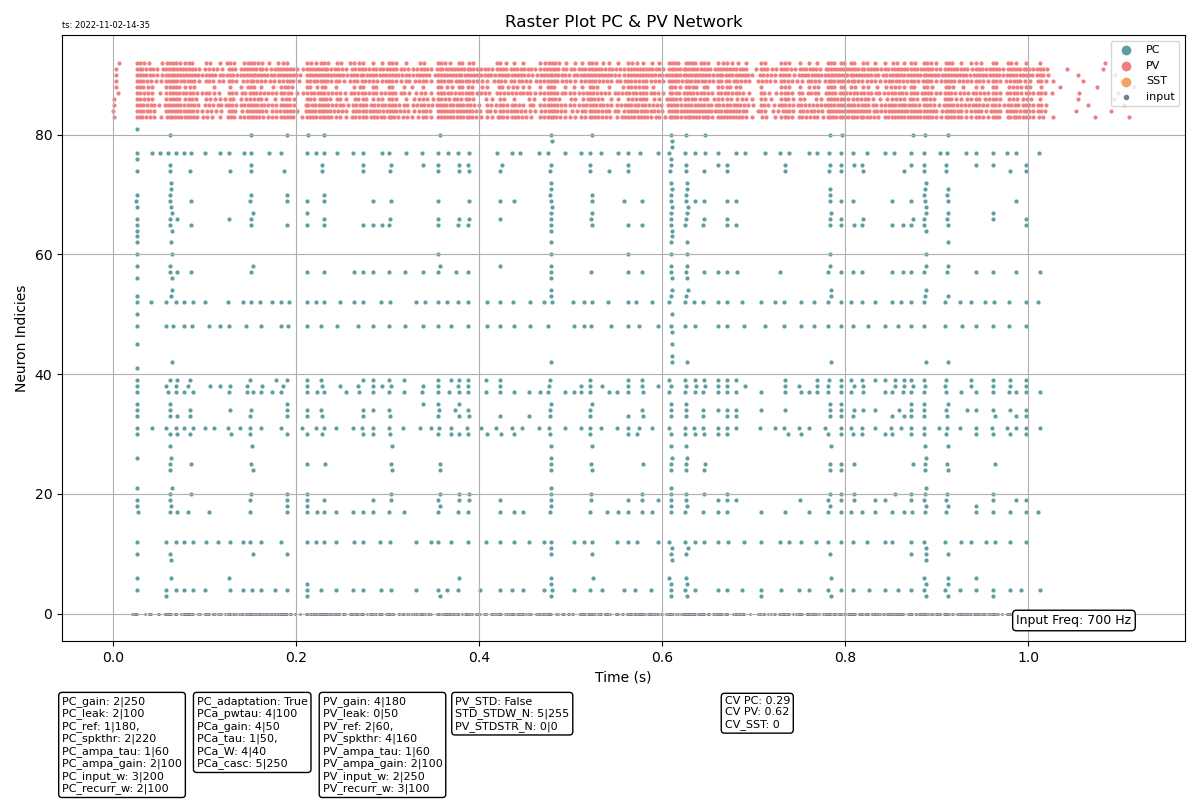 ts: 2022-11-02-14-35
Raster Plot PC & PV Network
PC
PV
SST
input
Neuron Indicies
80
60
40
20
0
Input Freq: 700 Hz
0.0 0.2 0.4 0.6 0.8 1.0
Time (s)
PC_gain: 2|250
PC_leak: 2|100
PC_ref: 1|180,
PC_spkthr: 2|220
PC_ampa_tau: 1|60
PC_ampa_gain: 2|100
PC_input_w: 3|200
PC_recurr_w: 2|100
PC_adaptation: True
PCa_pwtau: 4|100
PCa_gain: 4|50
PCa_tau: 1|50,
PCa_W: 4|40
PCa_casc: 5|250
PV_gain: 4|180
PV_leak: 0|50
PV_ref: 2|60,
PV_spkthr: 4|160
PV_ampa_tau: 1|60
PV_ampa_gain: 2|100
PV_input_w: 2|250
PV_recurr_w: 3|100
PV_STD: False
STD_STDW_N: 5|255
PV_STDSTR_N: 0|0
CV PC: 0.29
CV PV: 0.62
CV_SST: 0